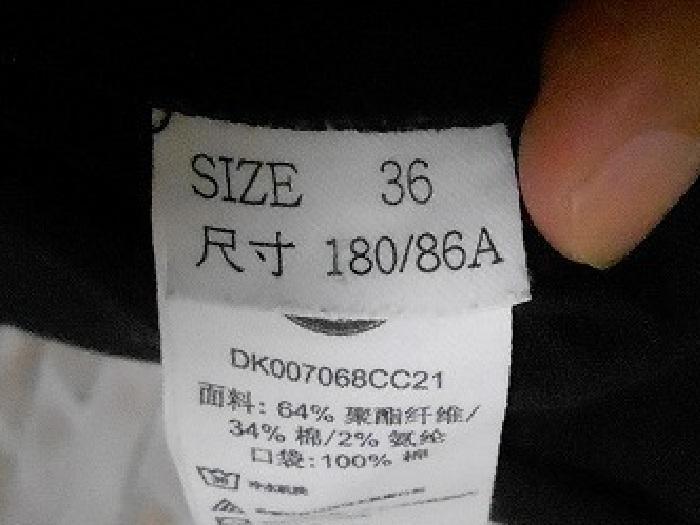 SIZE 36
尺寸 180/86A
DK007068CC21
面料: 64% 聚酯纤维/
34% 棉/2% 氨纶
口袋: 100% 棉